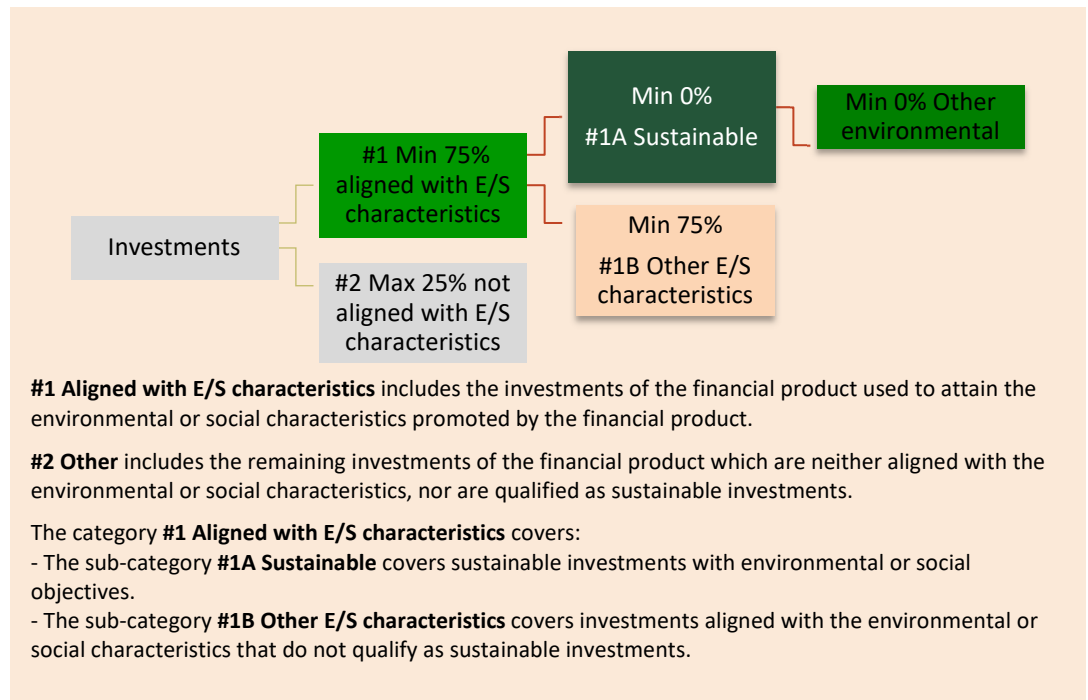 Min 0%
#1A Sustainable
Min 0% Other
environmental
#1 Min 75%
aligned with E/S
characteristics
Investments
Min 75%
#1B Other E/S
characteristics
#2 Max 25% not
aligned with E/S
characteristics
#1 Aligned with E/S characteristics includes the investments of the financial product used to attain the
environmental or social characteristics promoted by the financial product.
#2 Other includes the remaining investments of the financial product which are neither aligned with the
environmental or social characteristics, nor are qualified as sustainable investments.
The category #1 Aligned with E/S characteristics covers:
- The sub-category #1A Sustainable covers sustainable investments with environmental or social
objectives.
- The sub-category #1B Other E/S characteristics covers investments aligned with the environmental or
social characteristics that do not qualify as sustainable investments.